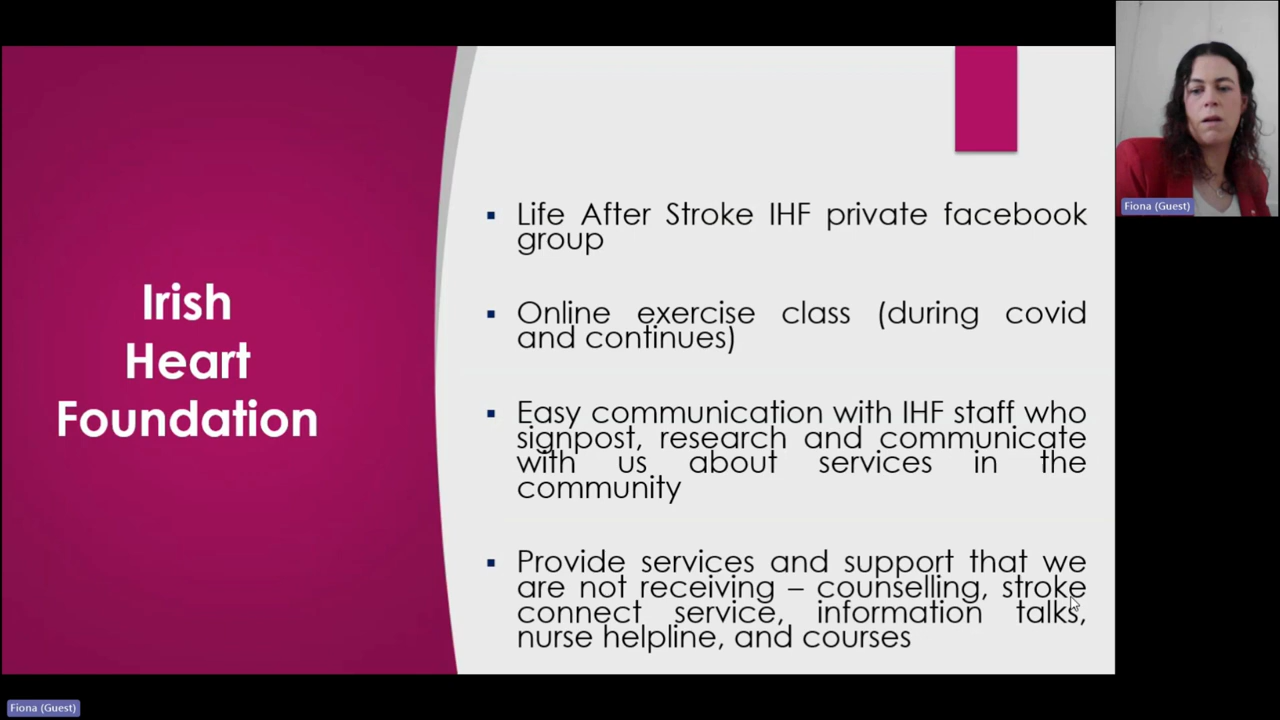 Irish
Heart
Foundation
Life After Stroke IHF private facebook
group
Online exercise class (during covid
and continues)
Easy communication with IHF staff who
signpost, research and communicate
with us about services in the
community
Provide services and support that we
are not receiving – counselling, stroke
connect service, information talks,
nurse helpline, and courses
Fiona (Guest)
Fiona (Guest)